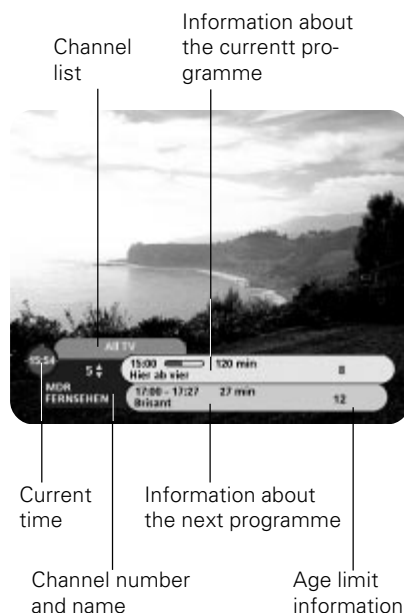 Channel
list
Information about
the currentt pro-
gramme
All TV
15:54
5
15:00 120 min
Hier ab vier
8
MDR
FERNSEHEN
17:00 - 17:27 27 min
Brisant
12
Current
time
Information about
the next programme
Channel number
and name
Age limit
information